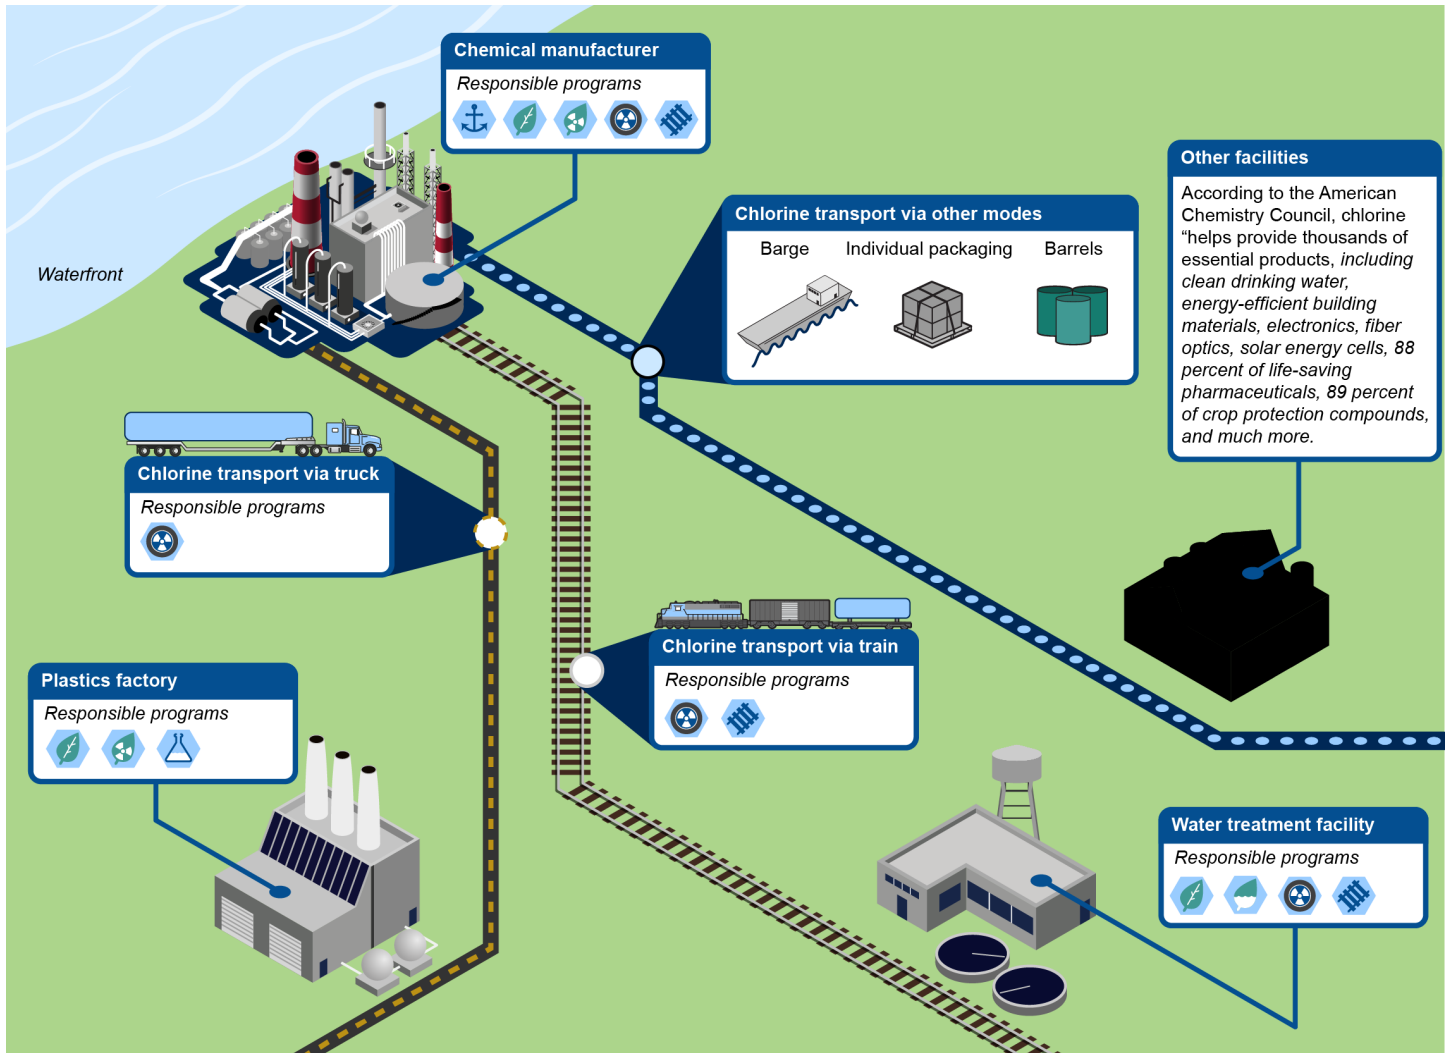 Chemical manufacturer
Responsible programs
Waterfront
Chlorine transport via other modes
Barge
Individual packaging
Barrels
Other facilities
According to the American
Chemistry Council, chlorine
“helps provide thousands of
essential products, including
clean drinking water,
energy-efficient building
materials, electronics, fiber
optics, solar energy cells, 88
percent of life-saving
pharmaceuticals, 89 percent
of crop protection compounds,
and much more.
Chlorine transport via truck
Responsible programs
Chlorine transport via train
Responsible programs
Plastics factory
Responsible programs
Water treatment facility
Responsible programs